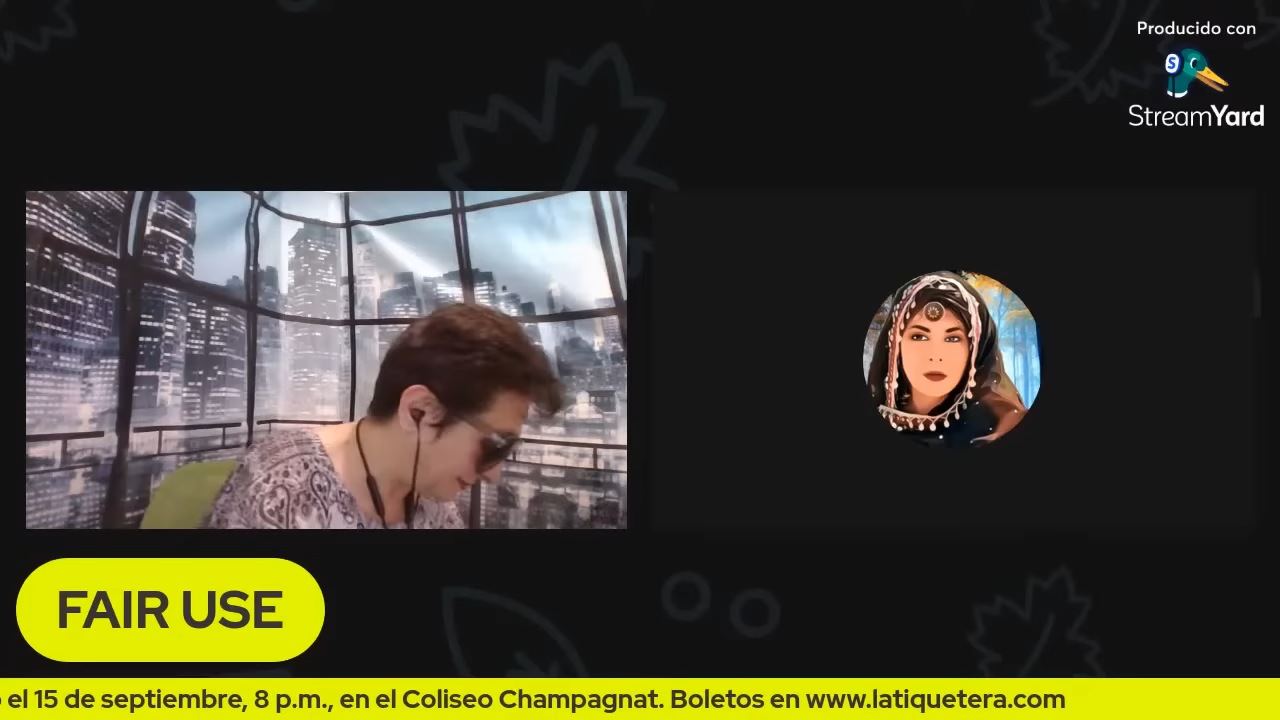 Producido con
S
StreamYard
FAIR USE
el 15 de septiembre, 8 p.m., en el Coliseo Champagnat. Boletos en www.latiquetera.com